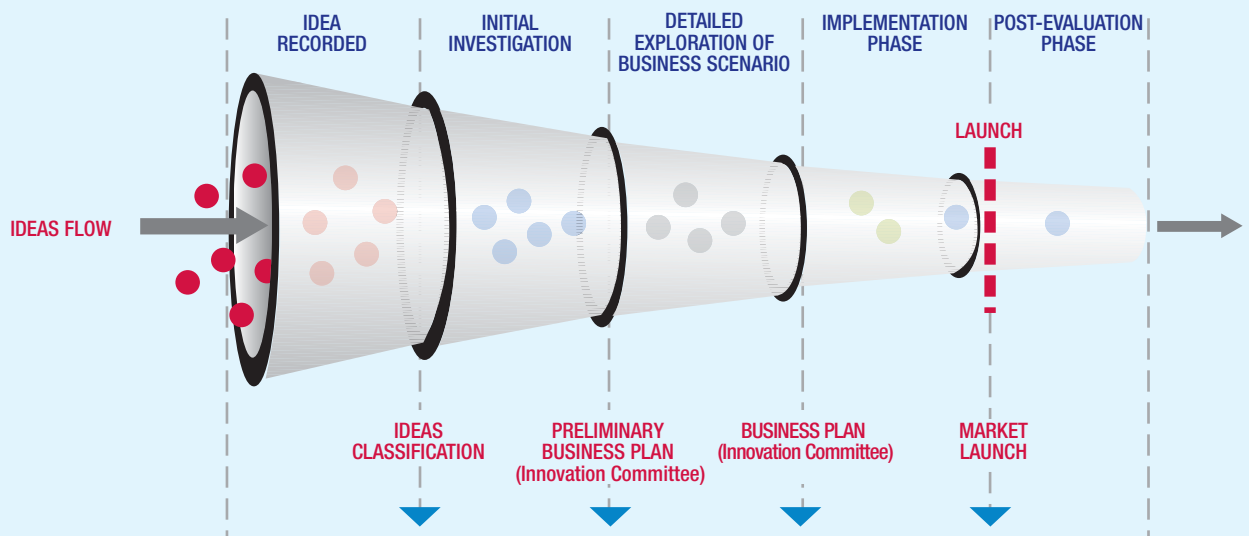 IDEA
RECORDED
INITIAL
INVESTIGATION
DETAILED
EXPLORATION OF
BUSINESS SCENARIO
IMPLEMENTATION
PHASE
POST-EVALUATION
PHASE
LAUNCH
IDEAS FLOW
IDEAS
CLASSIFICATION
PRELIMINARY
BUSINESS PLAN
(Innovation Committee)
BUSINESS PLAN
(Innovation Committee)
MARKET
LAUNCH